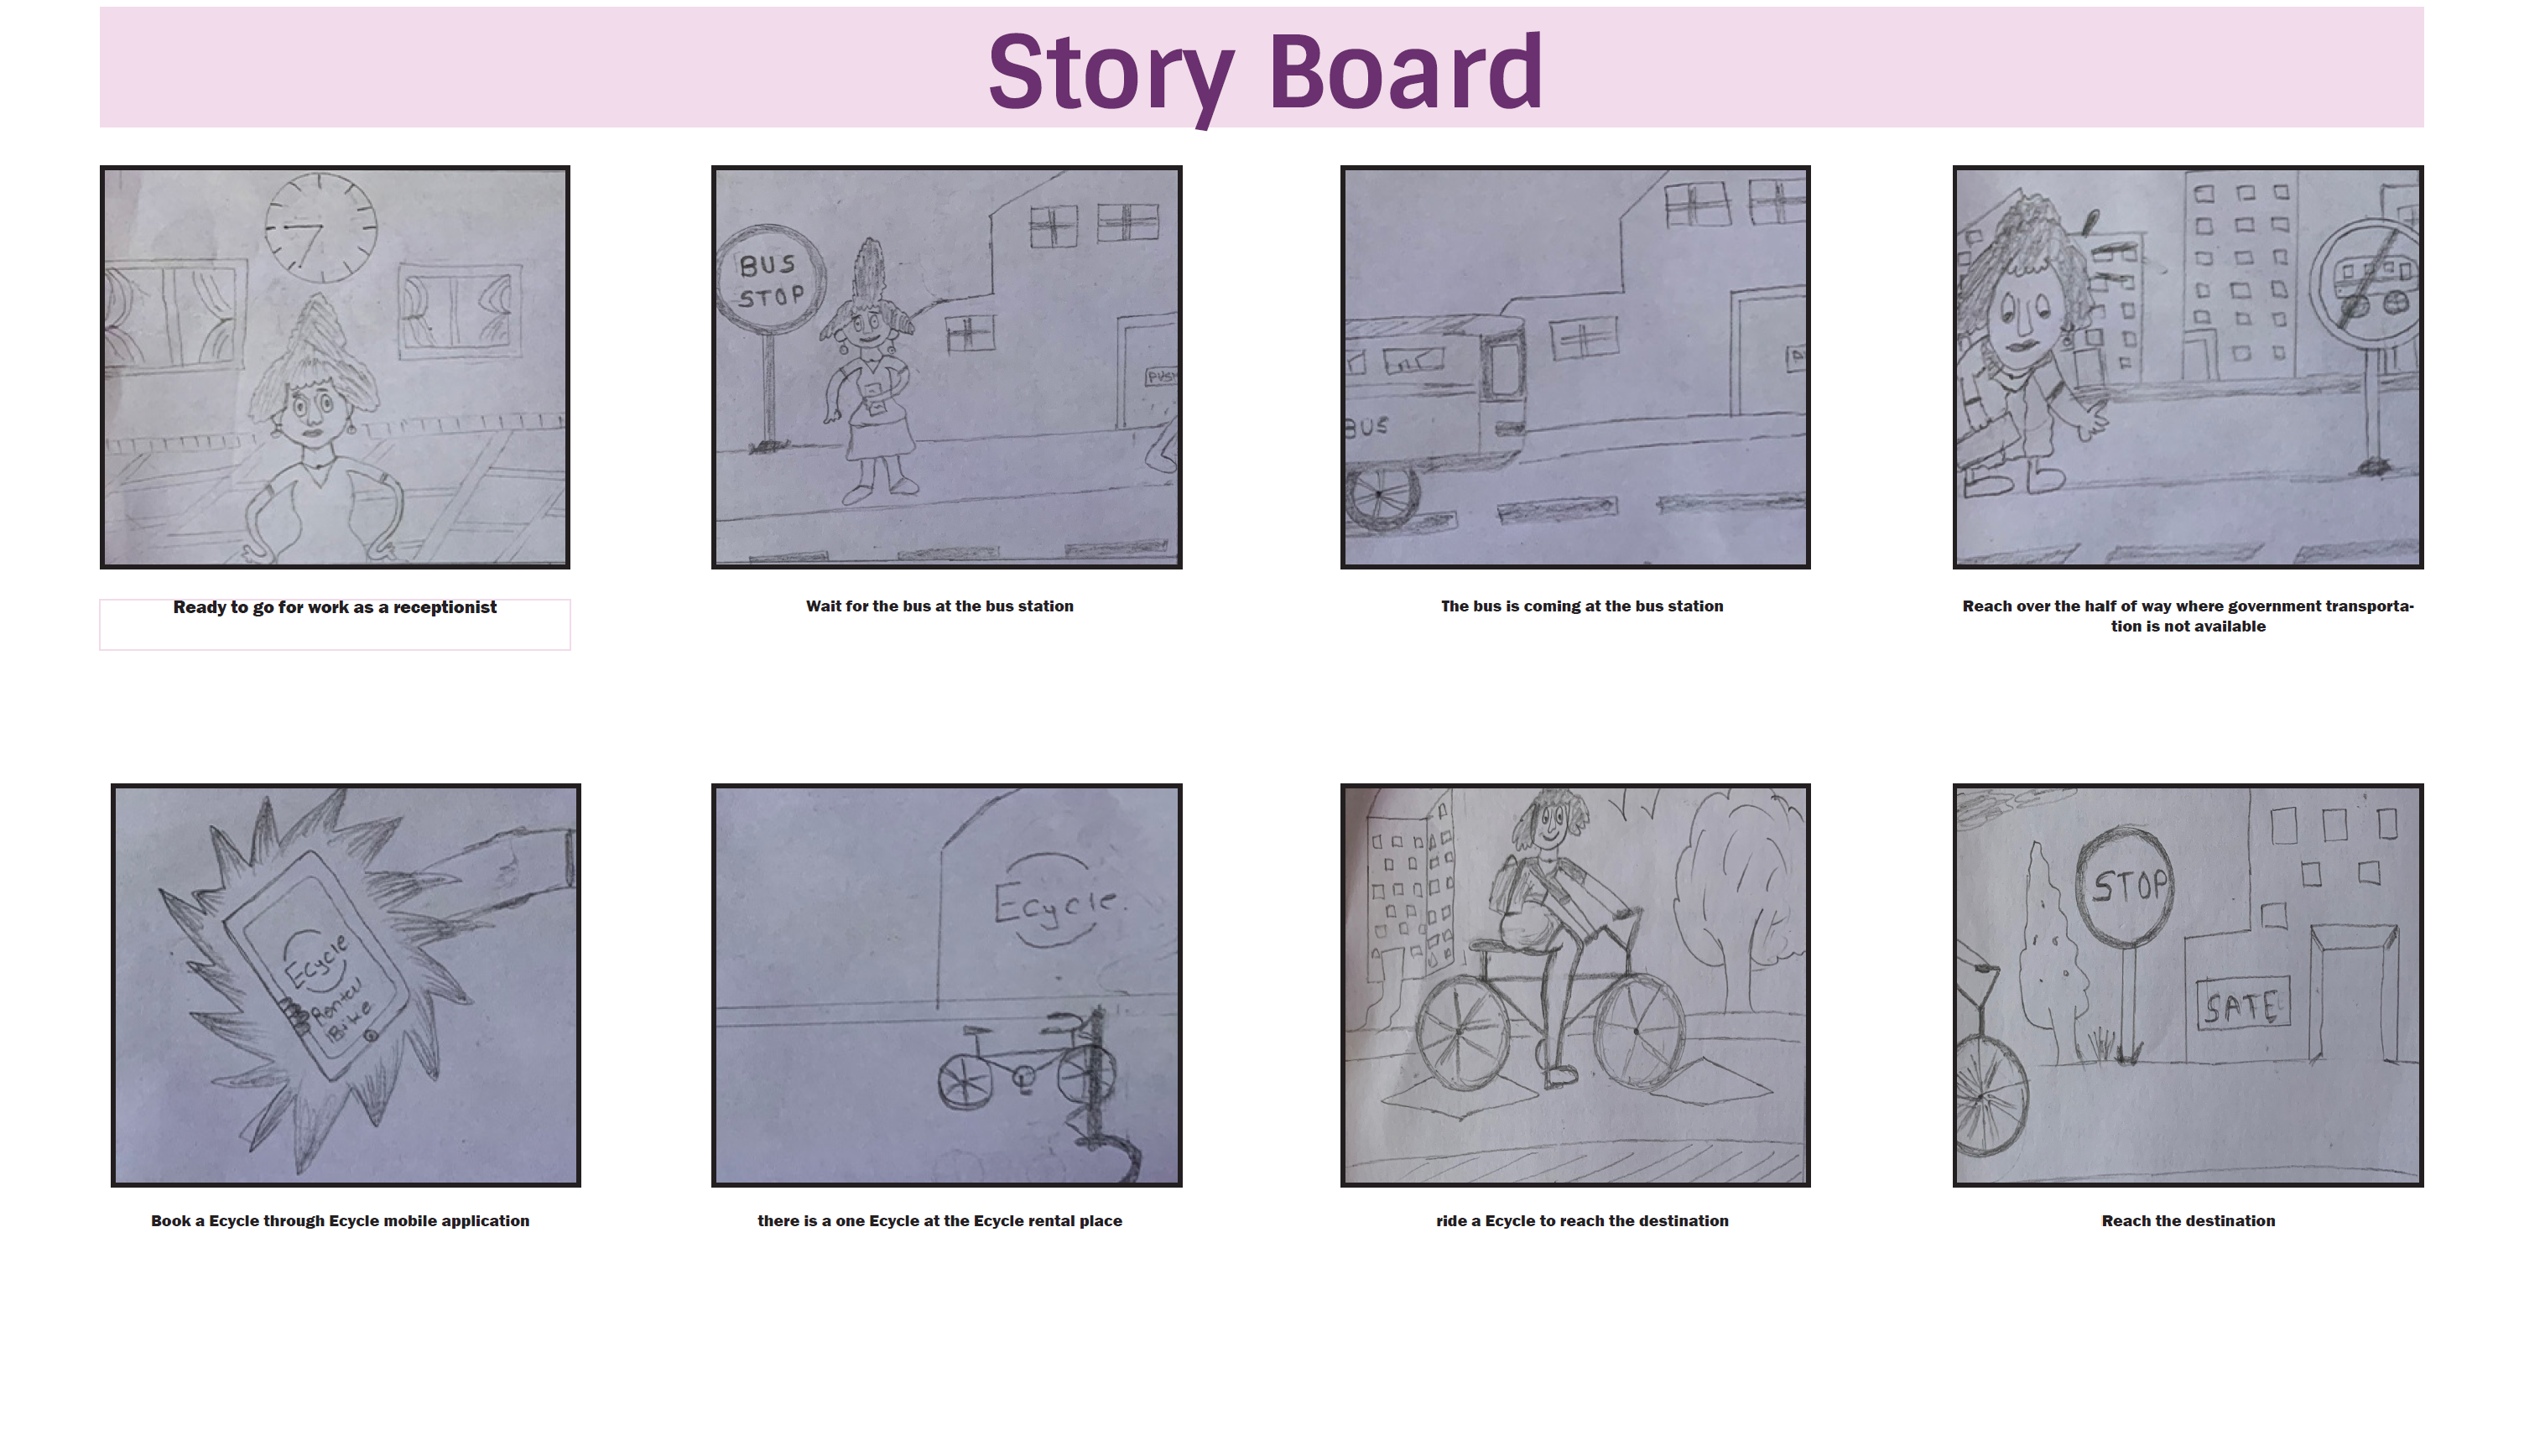 Story Board
BUS
STOP
PUSH
BUS
P
Ready to go for work as a receptionist
Wait for the bus at the bus station
The bus is coming at the bus station
Reach over the half of way where government transporta-
tion is not available
Ecycle
Rental
Bike
Ecycle.
STOP
SATE
Book a Ecycle through Ecycle mobile application
there is a one Ecycle at the Ecycle rental place
ride a Ecycle to reach the destination
Reach the destination